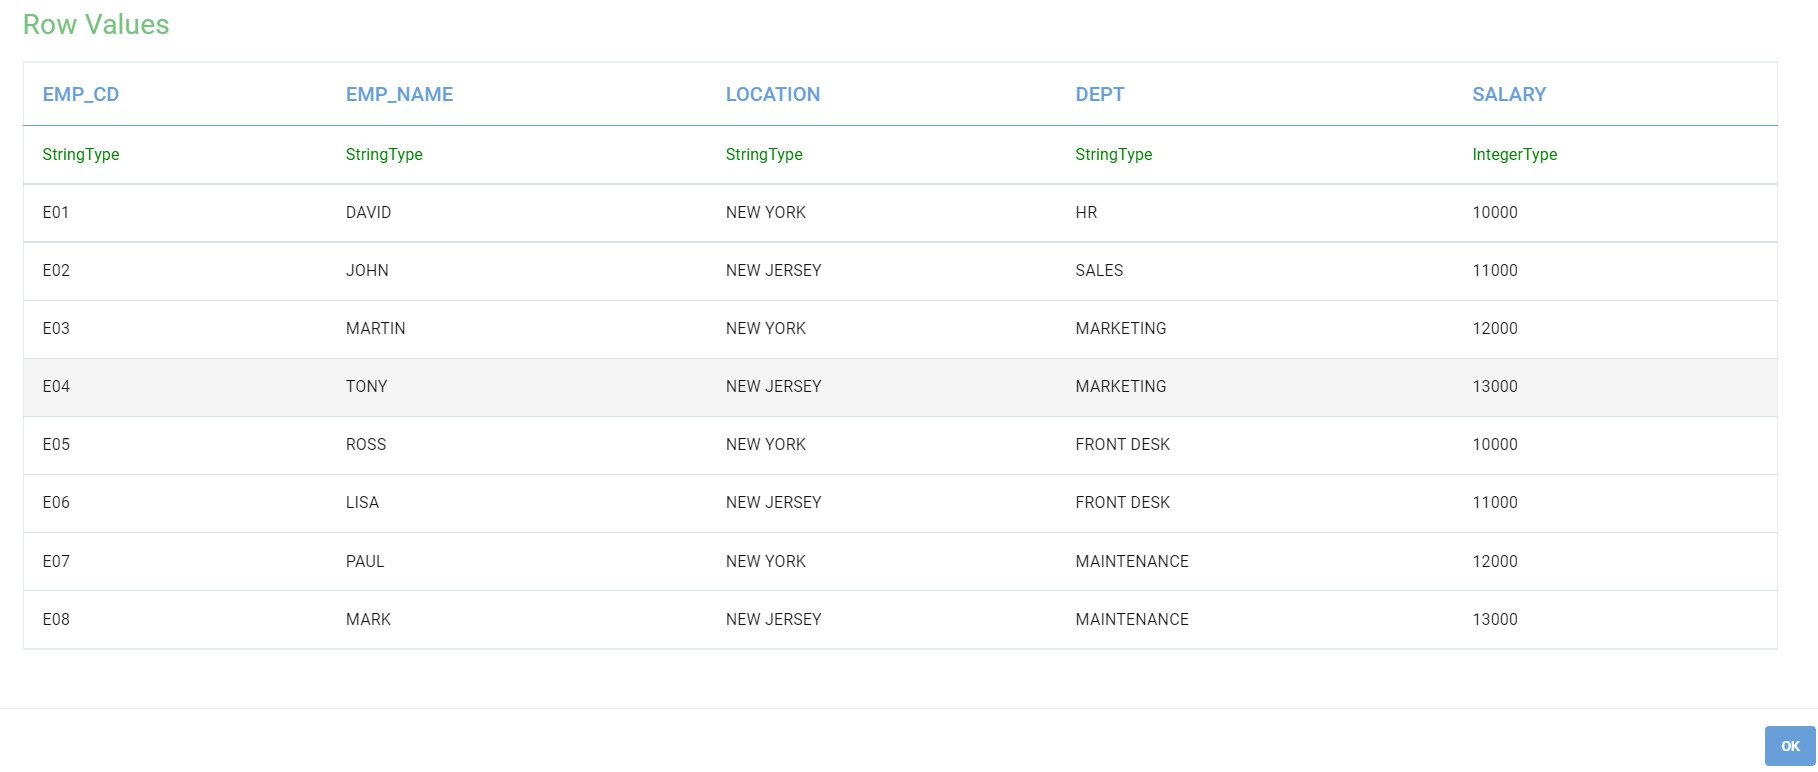 Row Values
EMP_CD EMP_NAME LOCATION DEPT SALARY
StringType StringType StringType StringType IntegerType
E01 DAVID NEW YORK HR 10000
E02 JOHN NEW JERSEY SALES 11000
E03 MARTIN NEW YORK MARKETING 12000
E04 TONY NEW JERSEY MARKETING 13000
E05 ROSS NEW YORK FRONT DESK 10000
E06 LISA NEW JERSEY FRONT DESK 11000
E07 PAUL NEW YORK MAINTENANCE 12000
E08 MARK NEW JERSEY MAINTENANCE 13000
OK